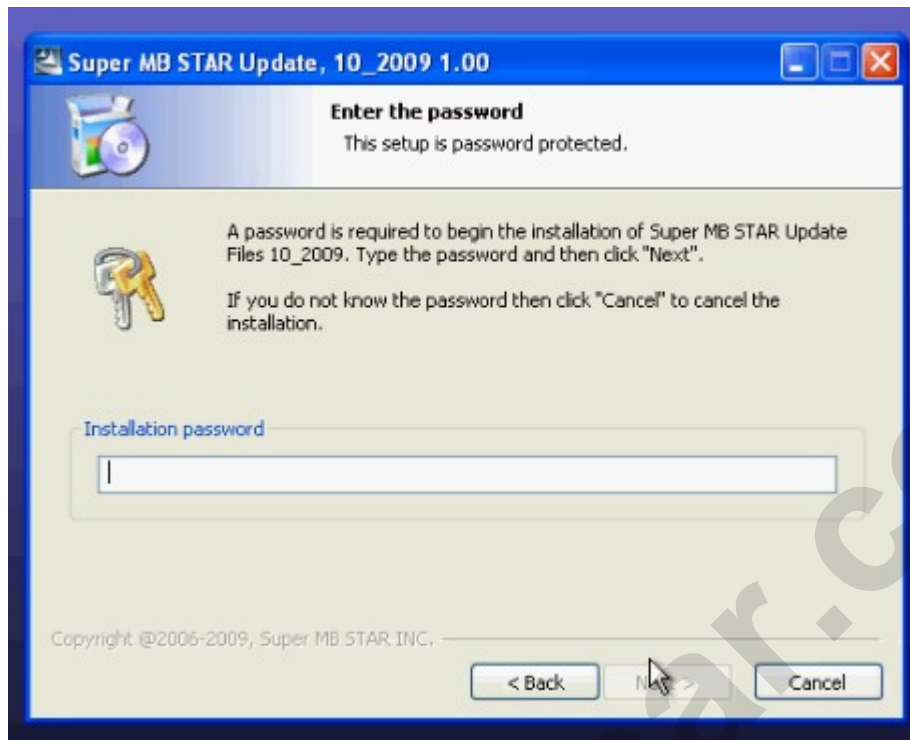 Super MB STAR Update, 10_2009 1.00
Enter the password
This setup is password protected.
A password is required to begin the installation of Super MB STAR Update
Files 10_2009. Type the password and then click "Next".
If you do not know the password then click "Cancel" to cancel the
installation.
Installation password
Copyright @2006-2009, Super MB STAR INC.
< Back
Cancel